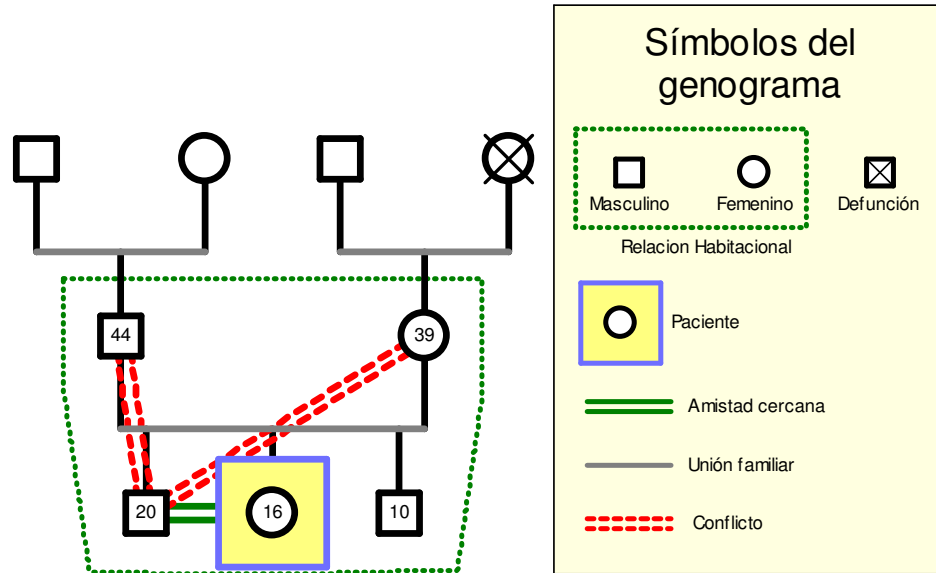 Símbolos del
genograma
Masculino
Femenino
Defunción
Relacion Habitacional
Paciente
Amistad cercana
Unión familiar
Conflicto
44
39
20
16
10